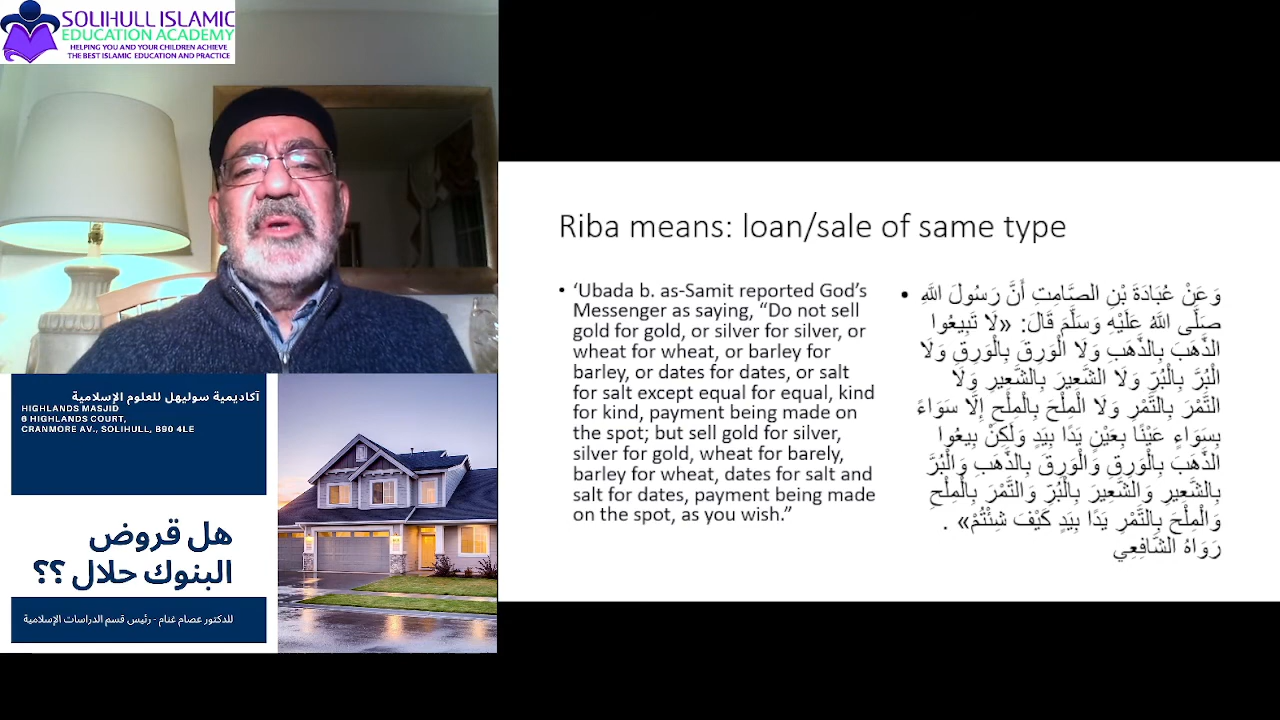 SOLIHULL ISLAMIC
EDUCATION ACADEMY
HELPING YOU AND YOUR CHILDREN ACHIEVE
THE BEST ISLAMIC EDUCATION AND PRACTICE
آكاديمية سوليهل للعلوم الإسلامية
HIGHLANDS MASJID
6 HIGHLANDS COURT,
CRANMORE AV., SOLIHULL, B90 4LE
هل قروض
البنوك حلال ؟؟
للدكتور عصام غنام - رئيس قسم الدراسات الإسلامية
Riba means: loan/sale of same type
• ‘Ubada b. as-Samit reported God’s
Messenger as saying, “Do not sell
gold for gold, or silver for silver, or
wheat for wheat, or barley for
barley, or dates for dates, or salt
for salt except equal for equal, kind
for kind, payment being made on
the spot; but sell gold for silver,
silver for gold, wheat for barely,
barley for wheat, dates for salt and
salt for dates, payment being made
on the spot, as you wish.”
• وَعَنْ عُبَادَةَ بْنِ الصَّامِتِ أَنَّ رَسُولَ اللَّهِ
صَلَّى اللَّهُ عَلَيْهِ وَسَلَّمَ قَالَ: «لَا تَبِيعُوا
الذَّهَبَ بِالذَّهَبِ وَلَا الْوَرِقَ بِالْوَرِقِ وَلَا
الْبُرَّ بِالْبُرِّ وَلَا الشَّعِيرَ بِالشَّعِيرِ وَلَا
التَّمْرَ بِالتَّمْرِ وَلَا الْمِلْحَ بِالْمِلْحِ إِلَّا سَوَاءً
بِسَوَاءٍ عَيْنًا بِعَيْنٍ يَدًا بِيَدٍ وَلَكِنْ بِيعُوا
الذَّهَبَ بِالْوَرِقِ وَالْوَرِقَ بِالذَّهَبِ وَالْبُرَّ
بِالشَّعِيرِ وَالشَّعِيرَ بِالْبُرِّ وَالتَّمْرَ بِالْمِلْحِ
وَالْمِلْحَ بِالتَّمْرِ يَدًا بِيَدٍ كَيْفَ شِئْتُمْ» .
رَوَاهُ الشَّافِعِي